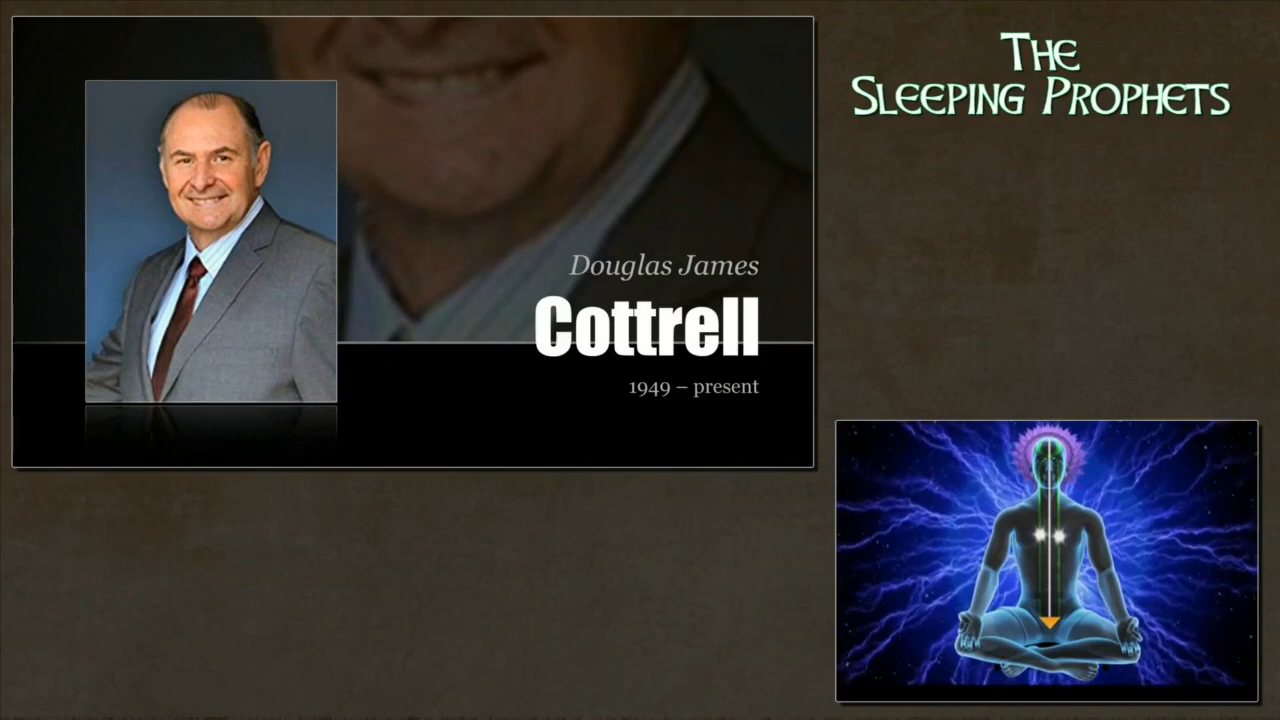 The
Sleeping Prophets
Douglas James
Cottrell
1949 – present